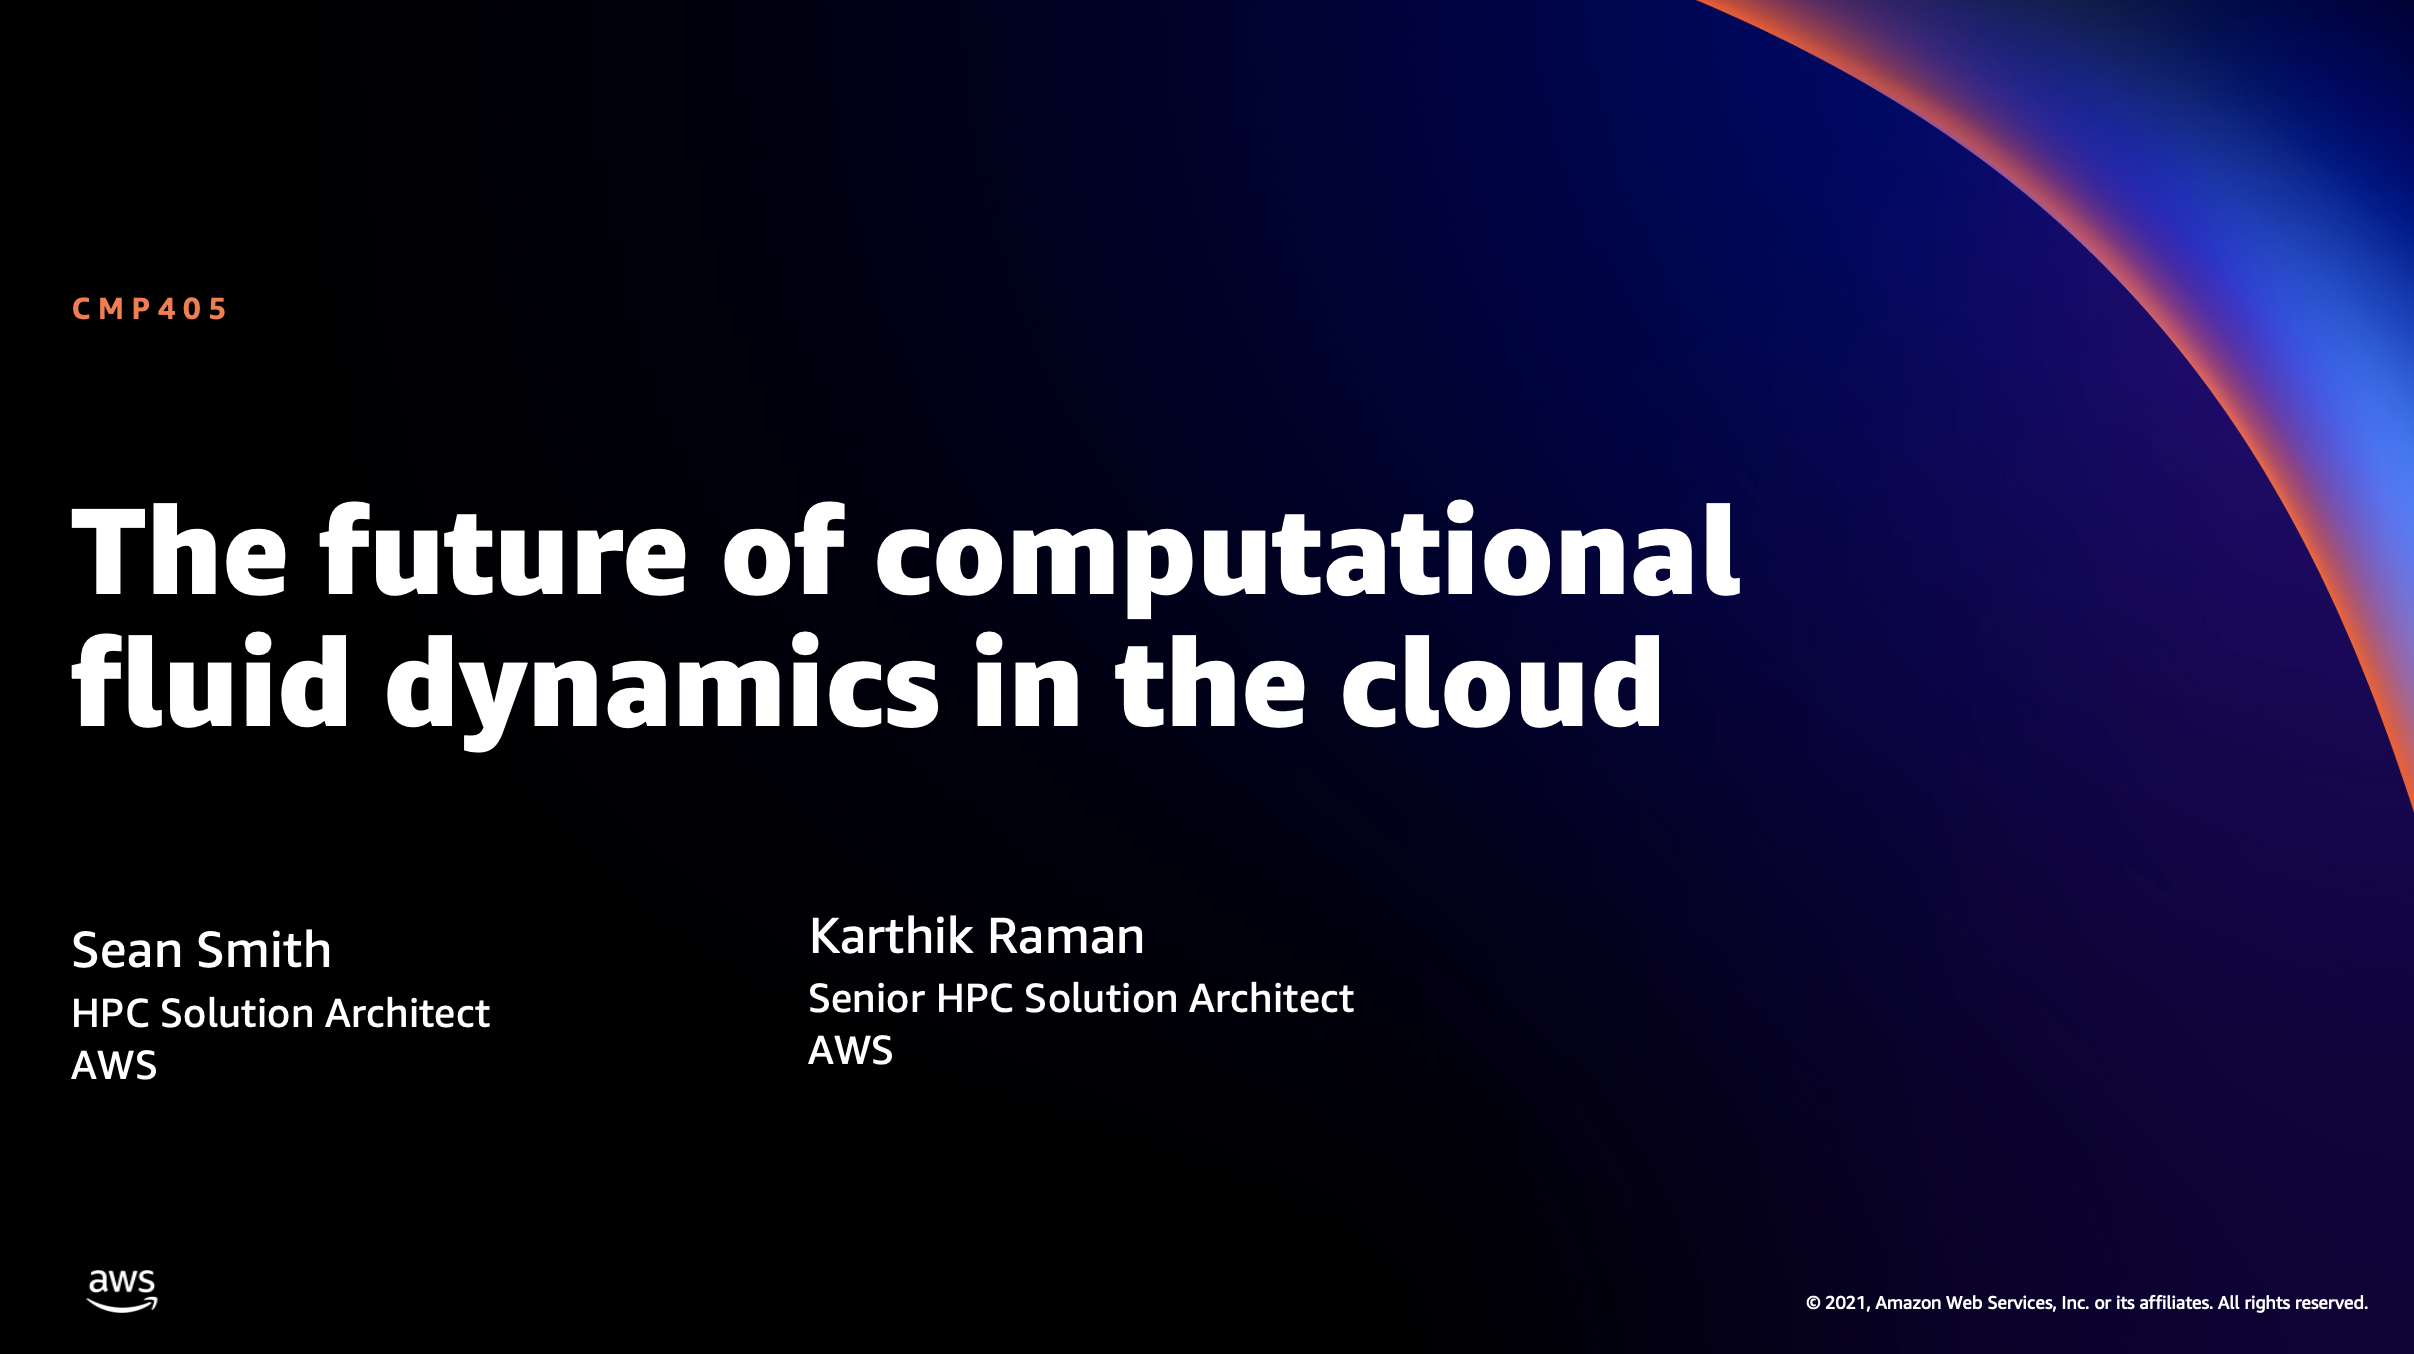 CMP405
The future of computational
fluid dynamics in the cloud
Sean Smith
HPC Solution Architect
AWS
Karthik Raman
Senior HPC Solution Architect
AWS
aws
© 2021, Amazon Web Services, Inc. or its affiliates. All rights reserved.